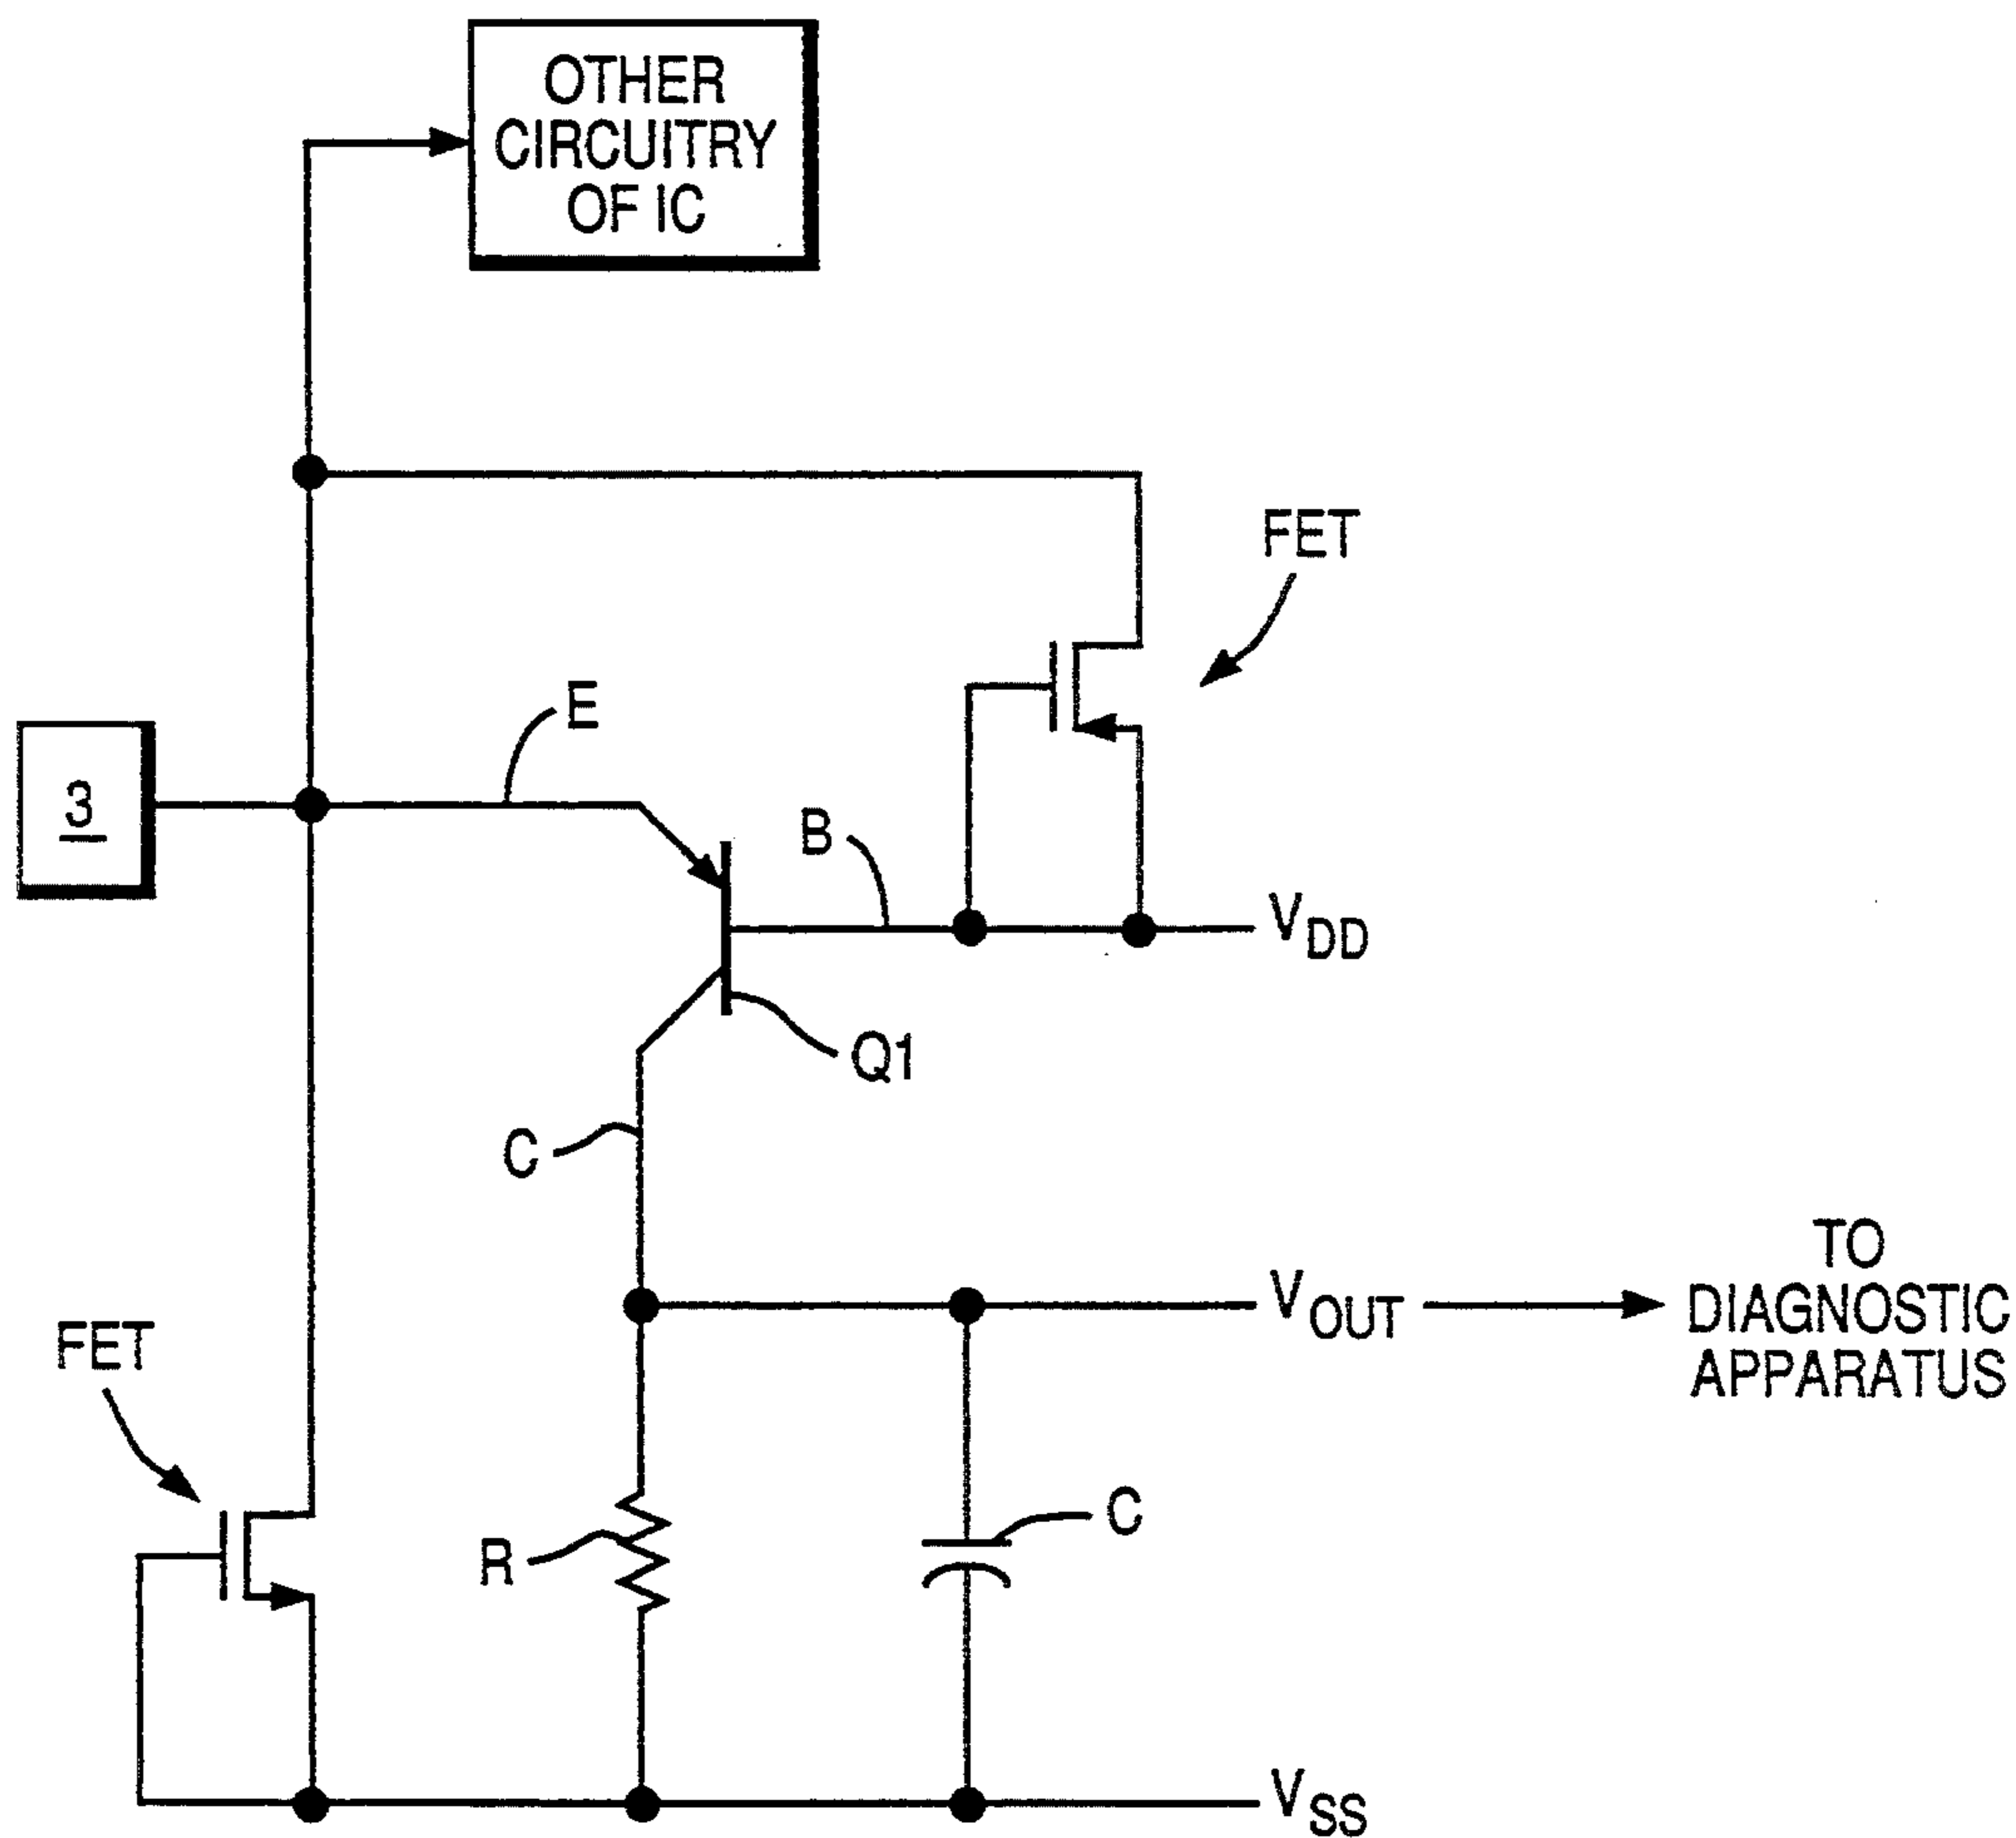 OTHER
CIRCUITRY
OF IC
FET
E
3
B
VDD
Q1
C
VOUT
TO
DIAGNOSTIC
APPARATUS
FET
R
C
VSS